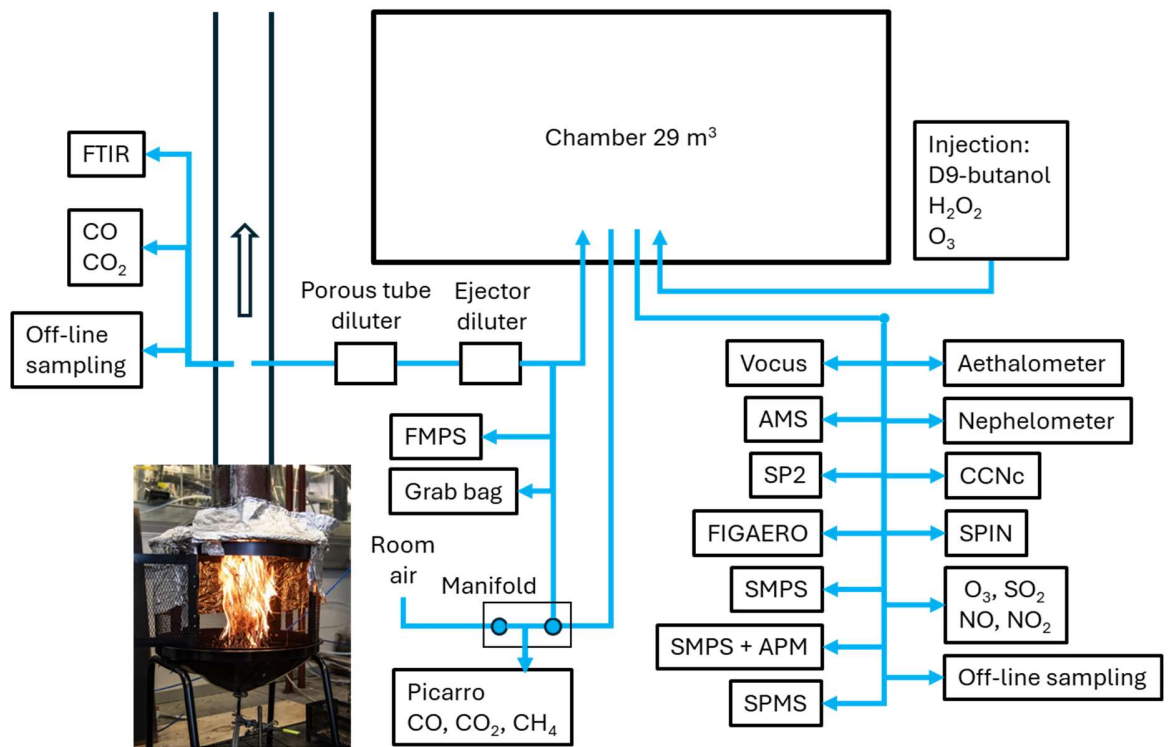 Chamber 29 m³
FTIR
CO
CO₂
Off-line
sampling
Porous tube
diluter
Ejector
diluter
Injection:
D9-butanol
H₂O₂
O₃
FMPS
Grab bag
Room
air
Manifold
Picarro
CO, CO₂, CH₄
Vocus
AMS
SP2
FIGAERO
SMPS
SMPS + APM
SPMS
Aethalometer
Nephelometer
CCNc
SPIN
O₃, SO₂
NO, NO₂
Off-line sampling